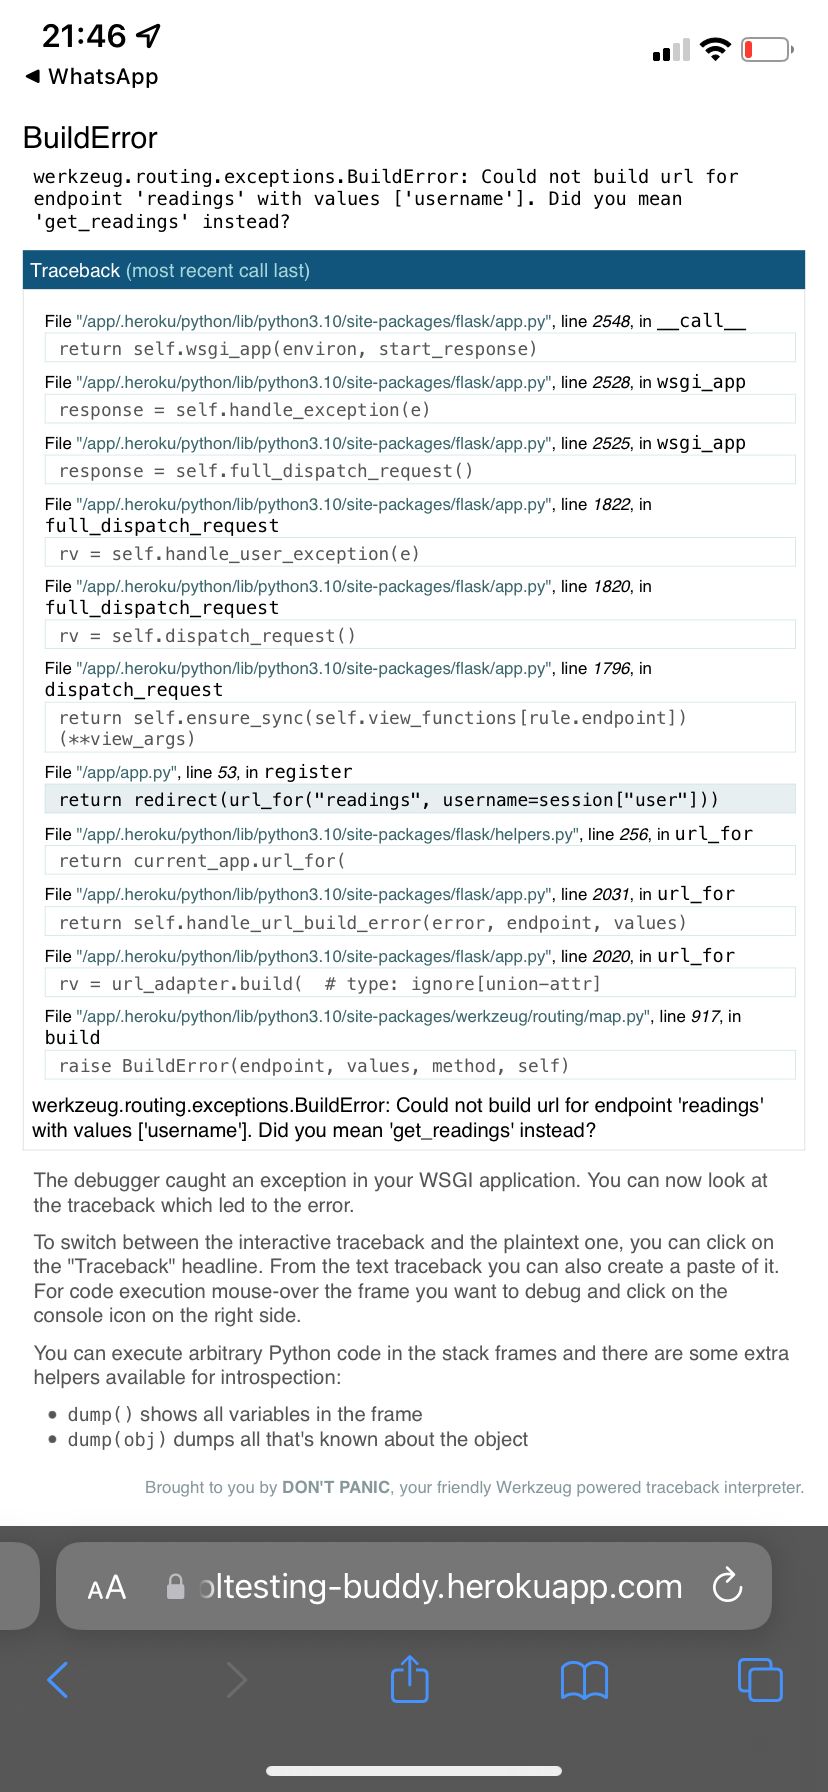 21:46
◀ WhatsApp
BuildError
werkzeug.routing.exceptions.BuildError: Could not build url for
endpoint 'readings' with values ['username']. Did you mean
'get_readings' instead?
Traceback (most recent call last)
File "/app/.heroku/python/lib/python3.10/site-packages/flask/app.py", line 2548, in __call__
return self.wsgi_app(environ, start_response)
File "/app/.heroku/python/lib/python3.10/site-packages/flask/app.py", line 2528, in wsgi_app
response = self.handle_exception(e)
File "/app/.heroku/python/lib/python3.10/site-packages/flask/app.py", line 2525, in wsgi_app
response = self.full_dispatch_request()
File "/app/.heroku/python/lib/python3.10/site-packages/flask/app.py", line 1822, in
full_dispatch_request
rv = self.handle_user_exception(e)
File "/app/.heroku/python/lib/python3.10/site-packages/flask/app.py", line 1820, in
full_dispatch_request
rv = self.dispatch_request()
File "/app/.heroku/python/lib/python3.10/site-packages/flask/app.py", line 1796, in
dispatch_request
return self.ensure_sync(self.view_functions[rule.endpoint])
(**view_args)
File "/app/app.py", line 53, in register
return redirect(url_for("readings", username=session["user"]))
File "/app/.heroku/python/lib/python3.10/site-packages/flask/helpers.py", line 256, in url_for
return current_app.url_for(
File "/app/.heroku/python/lib/python3.10/site-packages/flask/app.py", line 2031, in url_for
return self.handle_url_build_error(error, endpoint, values)
File "/app/.heroku/python/lib/python3.10/site-packages/flask/app.py", line 2020, in url_for
rv = url_adapter.build(  # type: ignore[union-attr]
File "/app/.heroku/python/lib/python3.10/site-packages/werkzeug/routing/map.py", line 917, in
build
raise BuildError(endpoint, values, method, self)
werkzeug.routing.exceptions.BuildError: Could not build url for endpoint 'readings'
with values ['username']. Did you mean 'get_readings' instead?
The debugger caught an exception in your WSGI application. You can now look at
the traceback which led to the error.
To switch between the interactive traceback and the plaintext one, you can click on
the "Traceback" headline. From the text traceback you can also create a paste of it.
For code execution mouse-over the frame you want to debug and click on the
console icon on the right side.
You can execute arbitrary Python code in the stack frames and there are some extra
helpers available for introspection:
• dump() shows all variables in the frame
• dump(obj) dumps all that's known about the object
Brought to you by DON'T PANIC, your friendly Werkzeug powered traceback interpreter.
AA oltesting-buddy.herokuapp.com